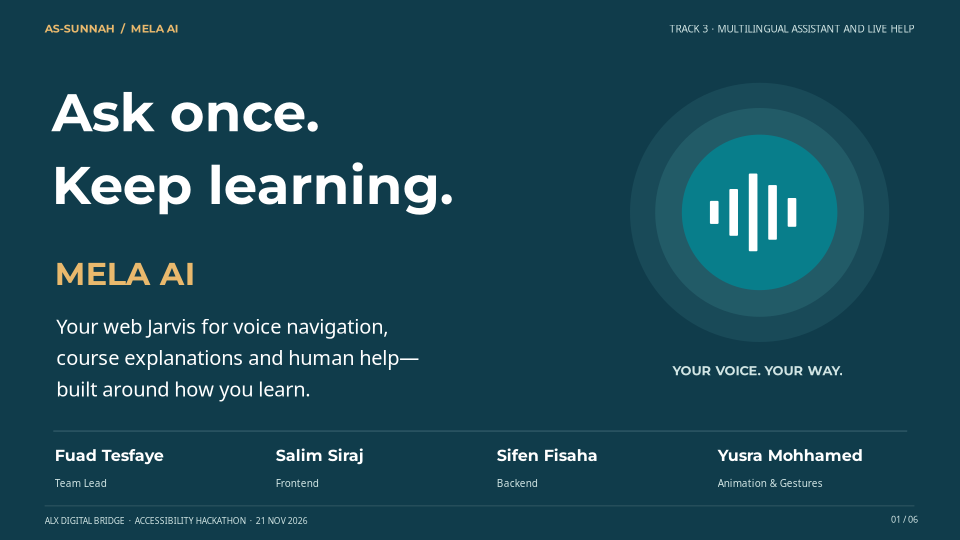 AS-SUNNAH / MELA AI
TRACK 3 · MULTILINGUAL ASSISTANT AND LIVE HELP
Ask once.
Keep learning.
MELA AI
Your web Jarvis for voice navigation,
course explanations and human help—
built around how you learn.
YOUR VOICE. YOUR WAY.
Fuad Tesfaye
Team Lead
Salim Siraj
Frontend
Sifen Fisaha
Backend
Yusra Mohhamed
Animation & Gestures
ALX DIGITAL BRIDGE · ACCESSIBILITY HACKATHON · 21 NOV 2026
01 / 06